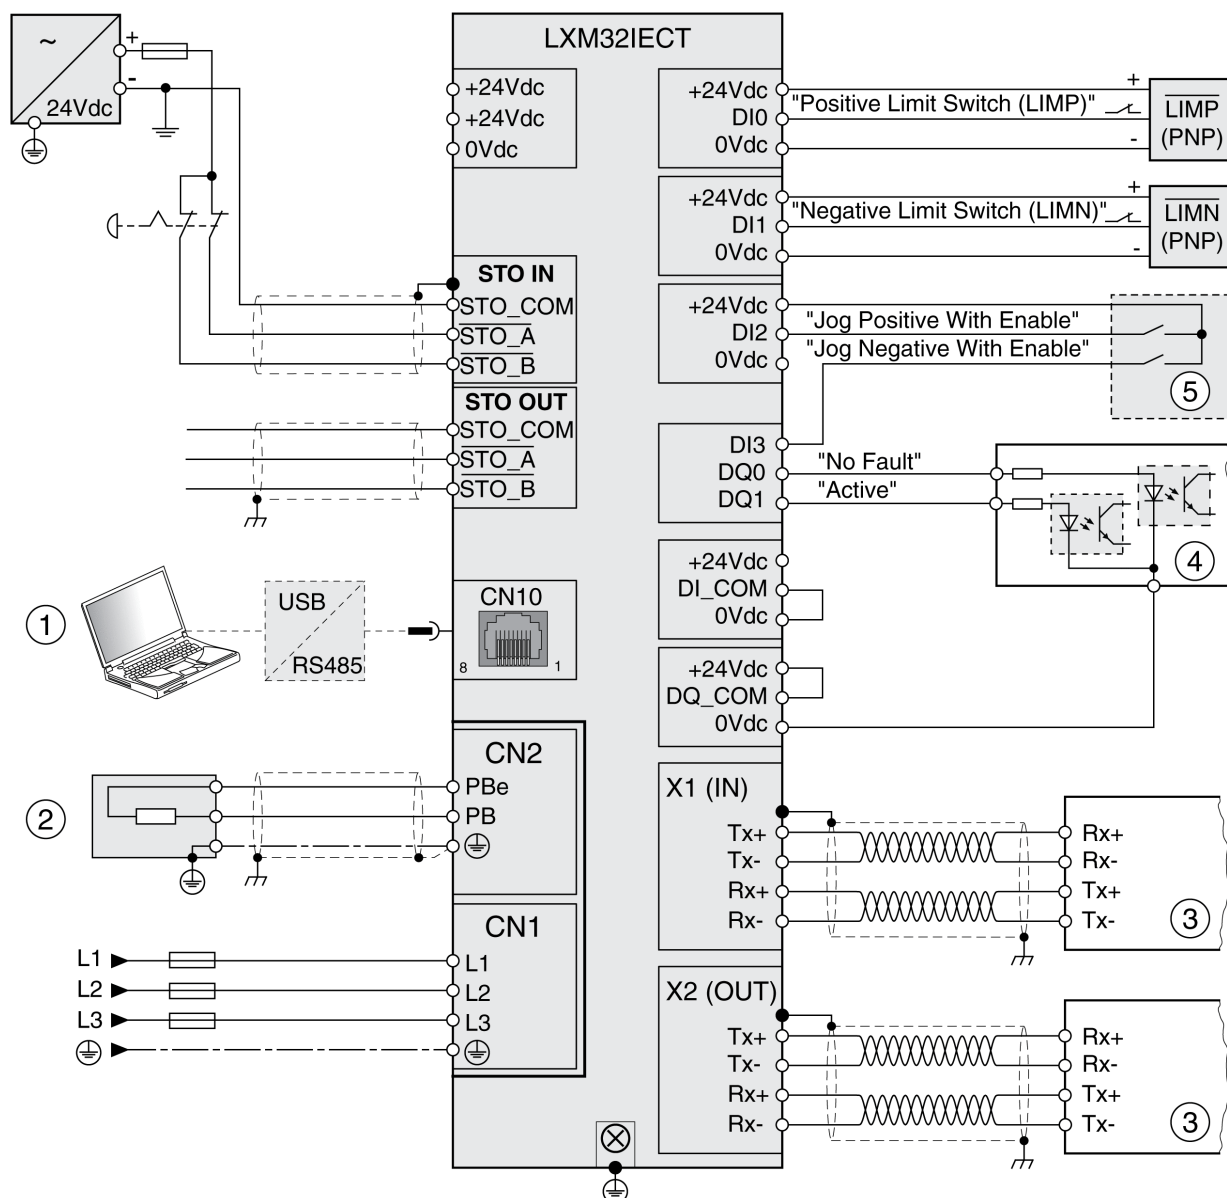 LXM32IECT
~
+
-
24Vdc
+24Vdc
+24Vdc
0Vdc
STO IN
STO_COM
STO_A
STO_B
STO OUT
STO_COM
STO_A
STO_B
1
USB
RS485
CN10
8
1
2
CN2
PBe
PB
CN1
L1
L1
L2
L2
L3
L3
+24Vdc
DI0
0Vdc
"Positive Limit Switch (LIMP)"
+
-
LIMP
(PNP)
+24Vdc
DI1
0Vdc
"Negative Limit Switch (LIMN)"
+
-
LIMN
(PNP)
+24Vdc
DI2
0Vdc
"Jog Positive With Enable"
"Jog Negative With Enable"
5
DI3
DQ0
DQ1
"No Fault"
"Active"
4
+24Vdc
DI_COM
0Vdc
+24Vdc
DQ_COM
0Vdc
X1 (IN)
Tx+
Tx-
Rx+
Rx-
Rx+
Rx-
Tx+
Tx-
3
X2 (OUT)
Tx+
Tx-
Rx+
Rx-
Rx+
Rx-
Tx+
Tx-
3